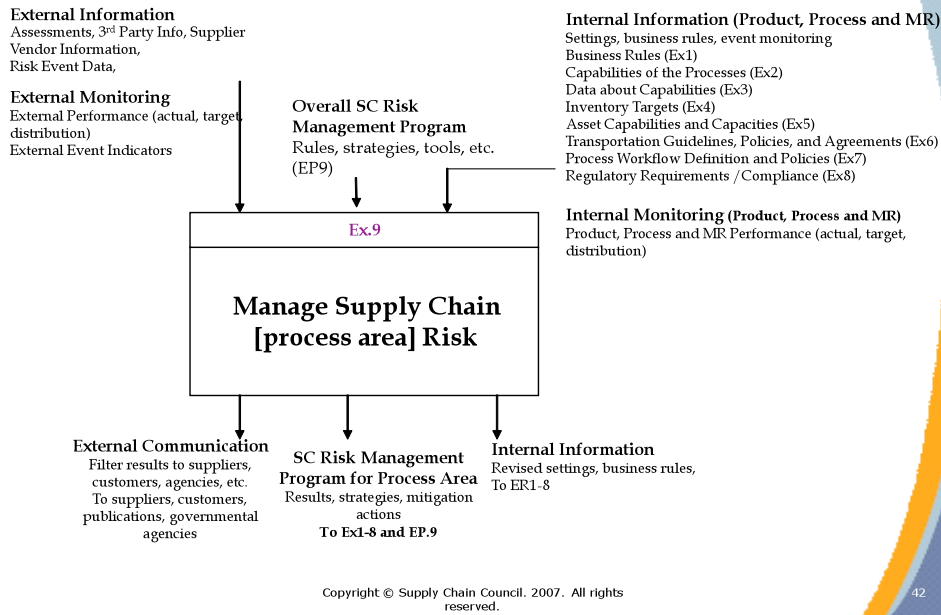 External Information
Assessments, 3rd Party Info, Supplier
Vendor Information,
Risk Event Data,
External Monitoring
External Performance (actual, target,
distribution)
External Event Indicators
Overall SC Risk
Management Program
Rules, strategies, tools, etc.
(EP9)
Internal Information (Product, Process and MR)
Settings, business rules, event monitoring
Business Rules (Ex1)
Capabilities of the Processes (Ex2)
Data about Capabilities (Ex3)
Inventory Targets (Ex4)
Asset Capabilities and Capacities (Ex5)
Transportation Guidelines, Policies, and Agreements (Ex6)
Process Workflow Definition and Policies (Ex7)
Regulatory Requirements /Compliance (Ex8)
Internal Monitoring (Product, Process and MR)
Product, Process and MR Performance (actual, target,
distribution)
Ex.9
Manage Supply Chain
[process area] Risk
External Communication
Filter results to suppliers,
customers, agencies, etc.
To suppliers, customers,
publications, governmental
agencies
SC Risk Management
Program for Process Area
Results, strategies, mitigation
actions
To Ex1-8 and EP.9
Internal Information
Revised settings, business rules,
To ER1-8
Copyright © Supply Chain Council. 2007. All rights
reserved.
42